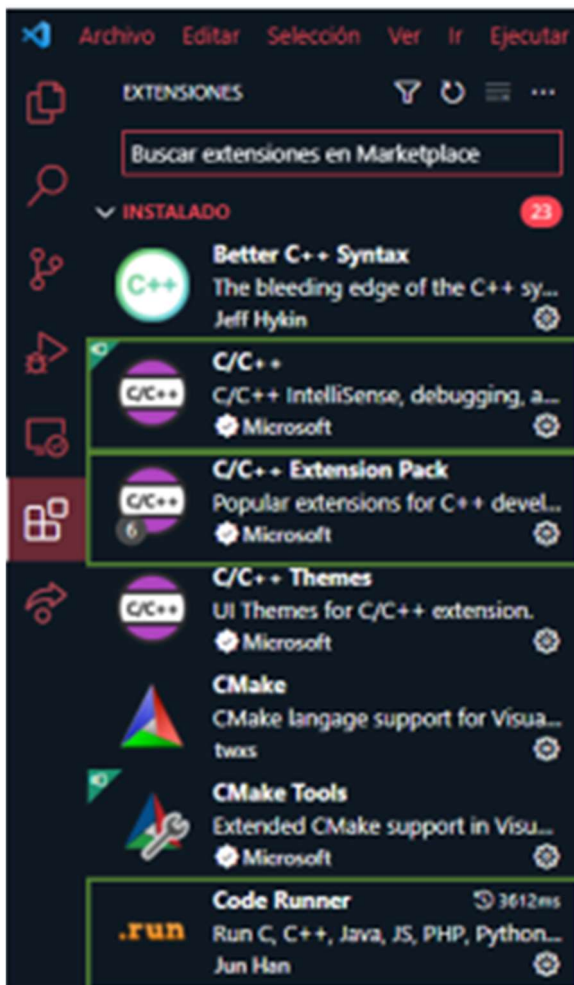 Archivo Editar Selección Ver Ir Ejecutar
EXTENSIONES
Buscar extensiones en Marketplace
INSTALADO 23
C++
Better C++ Syntax
The bleeding edge of the C++ sy...
Jeff Hykin
C/C++
C/C++
C/C++ IntelliSense, debugging, a...
Microsoft
C/C++
6
C/C++ Extension Pack
Popular extensions for C++ devel...
Microsoft
C/C++
C/C++ Themes
UI Themes for C/C++ extension.
Microsoft
CMake
CMake langage support for Visua...
twxs
CMake Tools
Extended CMake support in Visu...
Microsoft
.run
Code Runner 3612ms
Run C, C++, Java, JS, PHP, Python...
Jun Han